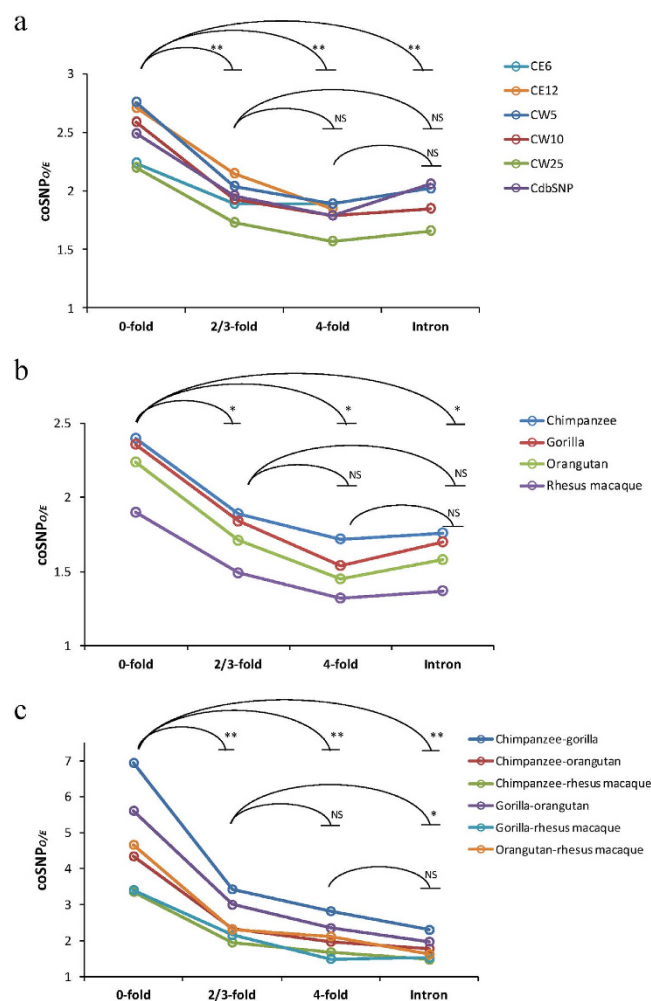 a
**
**
**
3
2.5
2
1.5
1
coSNPO/E
NS
NS
NS
0-fold
2/3-fold
4-fold
Intron
CE6
CE12
CW5
CW10
CW25
CdbSNP
b
*
*
*
2.5
2
1.5
1
coSNPO/E
NS
NS
NS
0-fold
2/3-fold
4-fold
Intron
Chimpanzee
Gorilla
Orangutan
Rhesus macaque
c
**
**
**
7
6
5
4
3
2
1
coSNPO/E
NS
*
NS
0-fold
2/3-fold
4-fold
Intron
Chimpanzee-gorilla
Chimpanzee-orangutan
Chimpanzee-rhesus macaque
Gorilla-orangutan
Gorilla-rhesus macaque
Orangutan-rhesus macaque